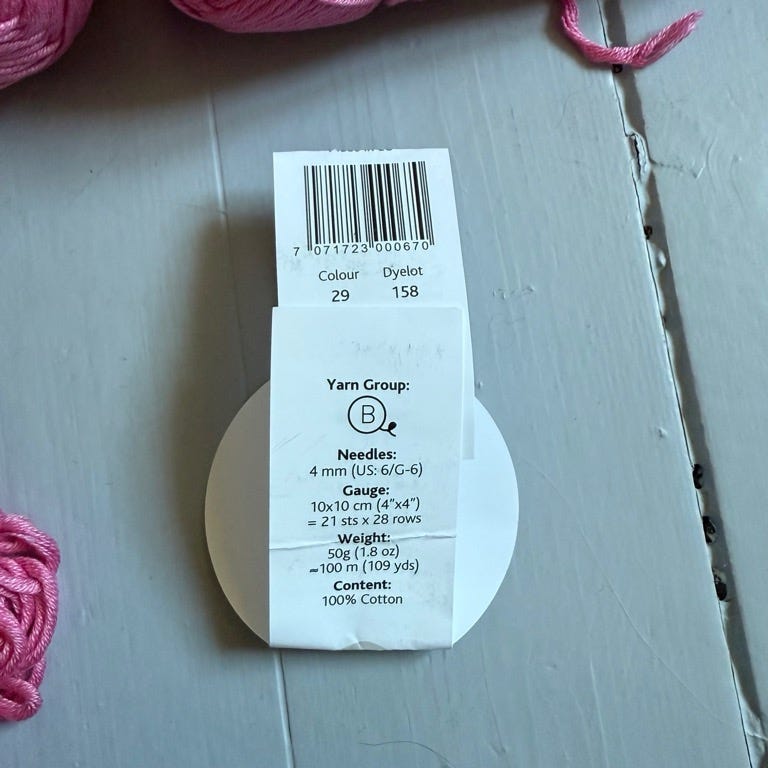 7 071723 000670
Colour Dyelot
29 158
Yarn Group:
B
Needles:
4 mm (US: 6/G-6)
Gauge:
10x10 cm (4”x4”)
= 21 sts x 28 rows
Weight:
50g (1.8 oz)
≈100 m (109 yds)
Content:
100% Cotton